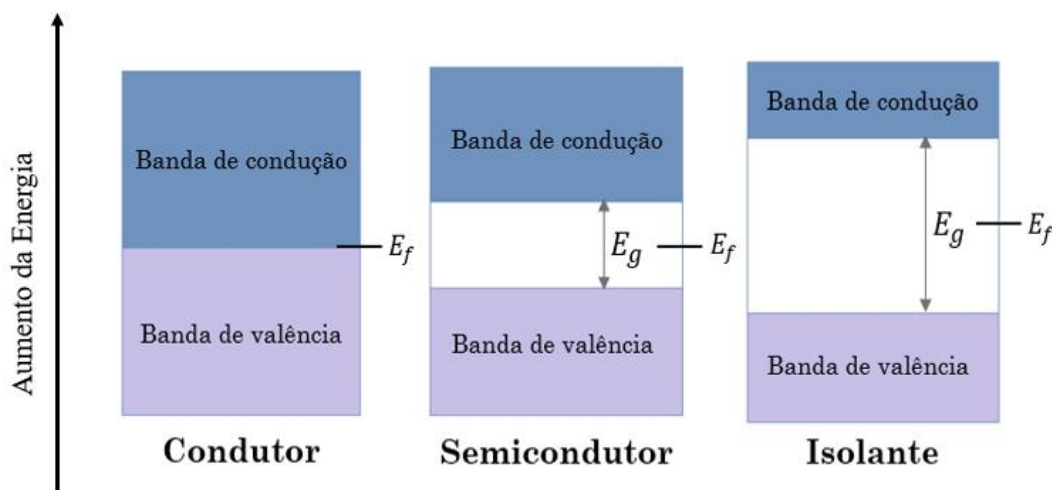 Aumento da Energia
Banda de condução
Banda de valência
E_f
Condutor
Banda de condução
E_g
E_f
Banda de valência
Semicondutor
Banda de condução
E_g
E_f
Banda de valência
Isolante